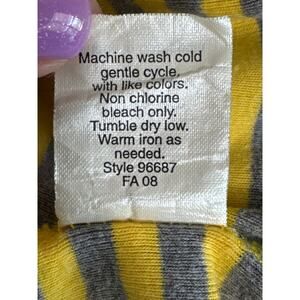 Machine wash cold
gentle cycle,
with like colors.
Non chlorine
bleach only.
Tumble dry low.
Warm iron as
needed.
Style 96687
FA 08